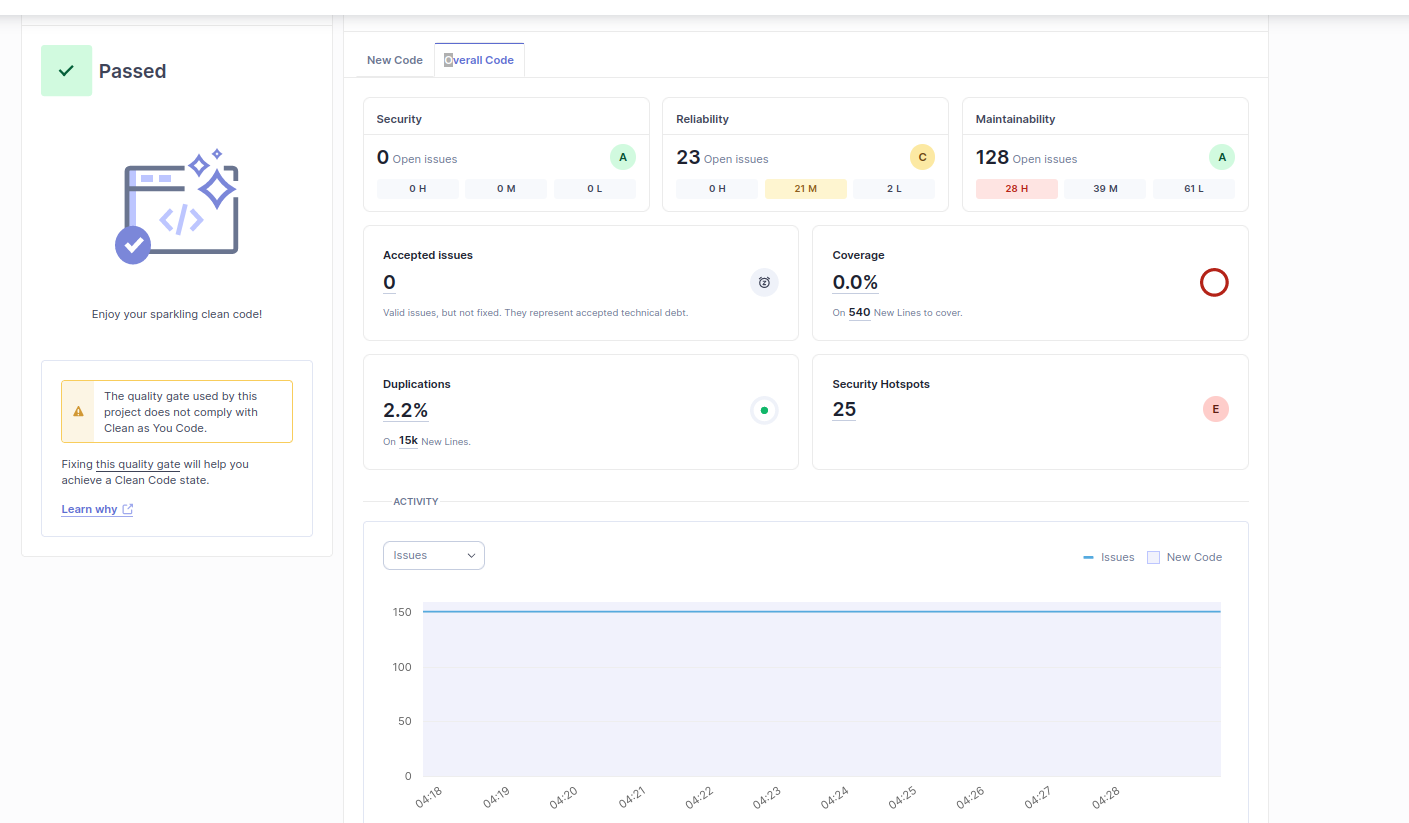 Passed
Enjoy your sparkling clean code!
The quality gate used by this
project does not comply with
Clean as You Code.
Fixing this quality gate will help you
achieve a Clean Code state.
Learn why
New Code Overall Code
Security
0 Open issues A
0 H 0 M 0 L
Reliability
23 Open issues C
0 H 21 M 2 L
Maintainability
128 Open issues A
28 H 39 M 61 L
Accepted issues
0
Valid issues, but not fixed. They represent accepted technical debt.
Coverage
0.0%
On 540 New Lines to cover.
Duplications
2.2%
On 15k New Lines.
Security Hotspots
25 E
ACTIVITY
Issues
Issues New Code
150
100
50
0
04:18 04:19 04:20 04:21 04:22 04:23 04:24 04:25 04:26 04:27 04:28